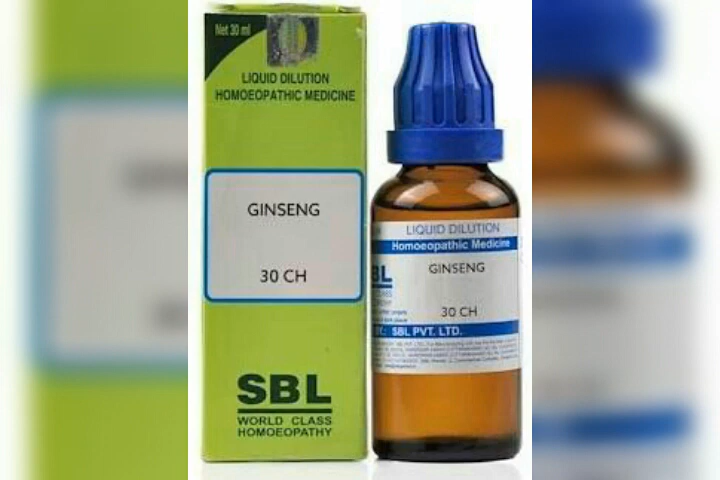 Net 30 ml
LIQUID DILUTION
HOMOEOPATHIC MEDICINE
GINSENG
30 CH
SBL
WORLD CLASS
HOMOEOPATHY
LIQUID DILUTION
Homoeopathic Medicine
BL
GINSENG
30 CH
SBL PVT. LTD.